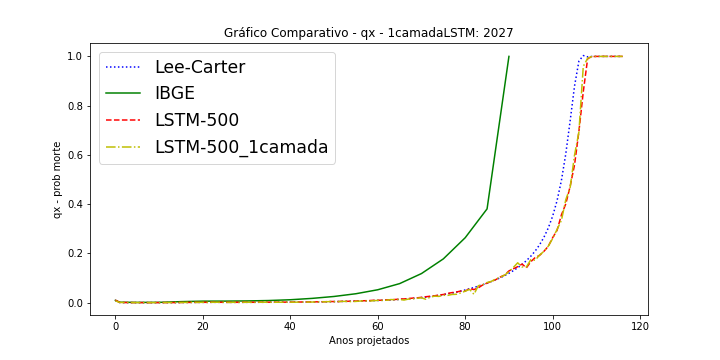 Gráfico Comparativo - qx - 1camadaLSTM: 2027
Lee-Carter
IBGE
LSTM-500
LSTM-500_1camada
qx - prob morte
1.0
0.8
0.6
0.4
0.2
0.0
0 20 40 60 80 100 120
Anos projetados